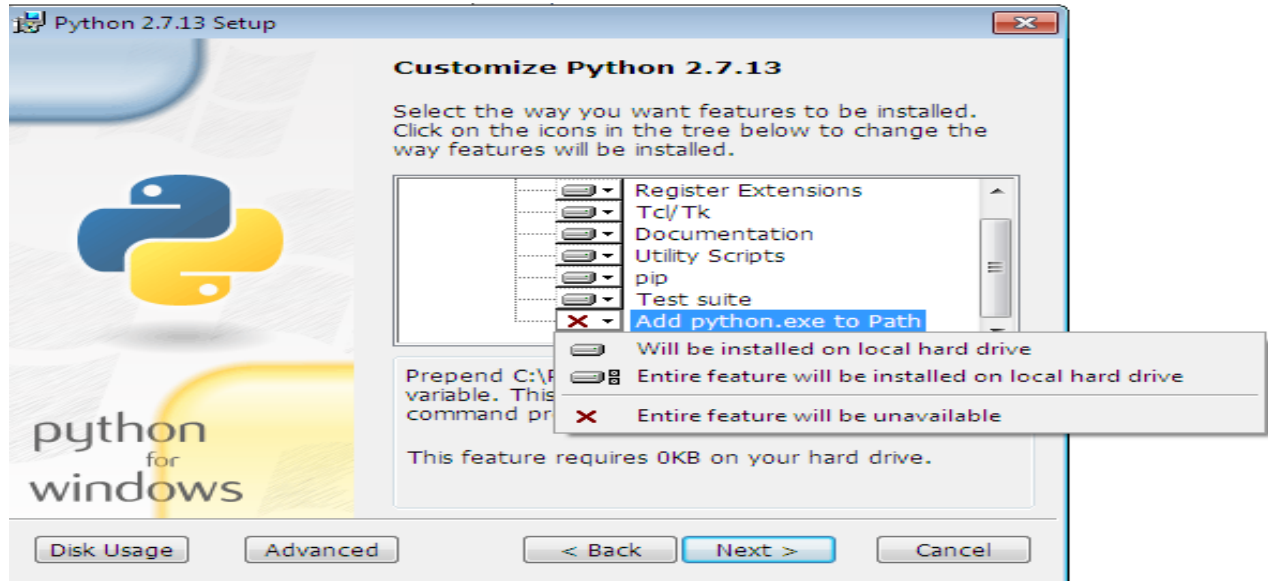 Python 2.7.13 Setup
Customize Python 2.7.13
Select the way you want features to be installed.
Click on the icons in the tree below to change the
way features will be installed.
Register Extensions
Tcl/Tk
Documentation
Utility Scripts
pip
Test suite
Add python.exe to Path
Will be installed on local hard drive
Entire feature will be installed on local hard drive
Entire feature will be unavailable
Prepend C:\
variable. This
command
This feature requires 0KB on your hard drive.
python
for
windows
Disk Usage
Advanced
< Back
Next >
Cancel